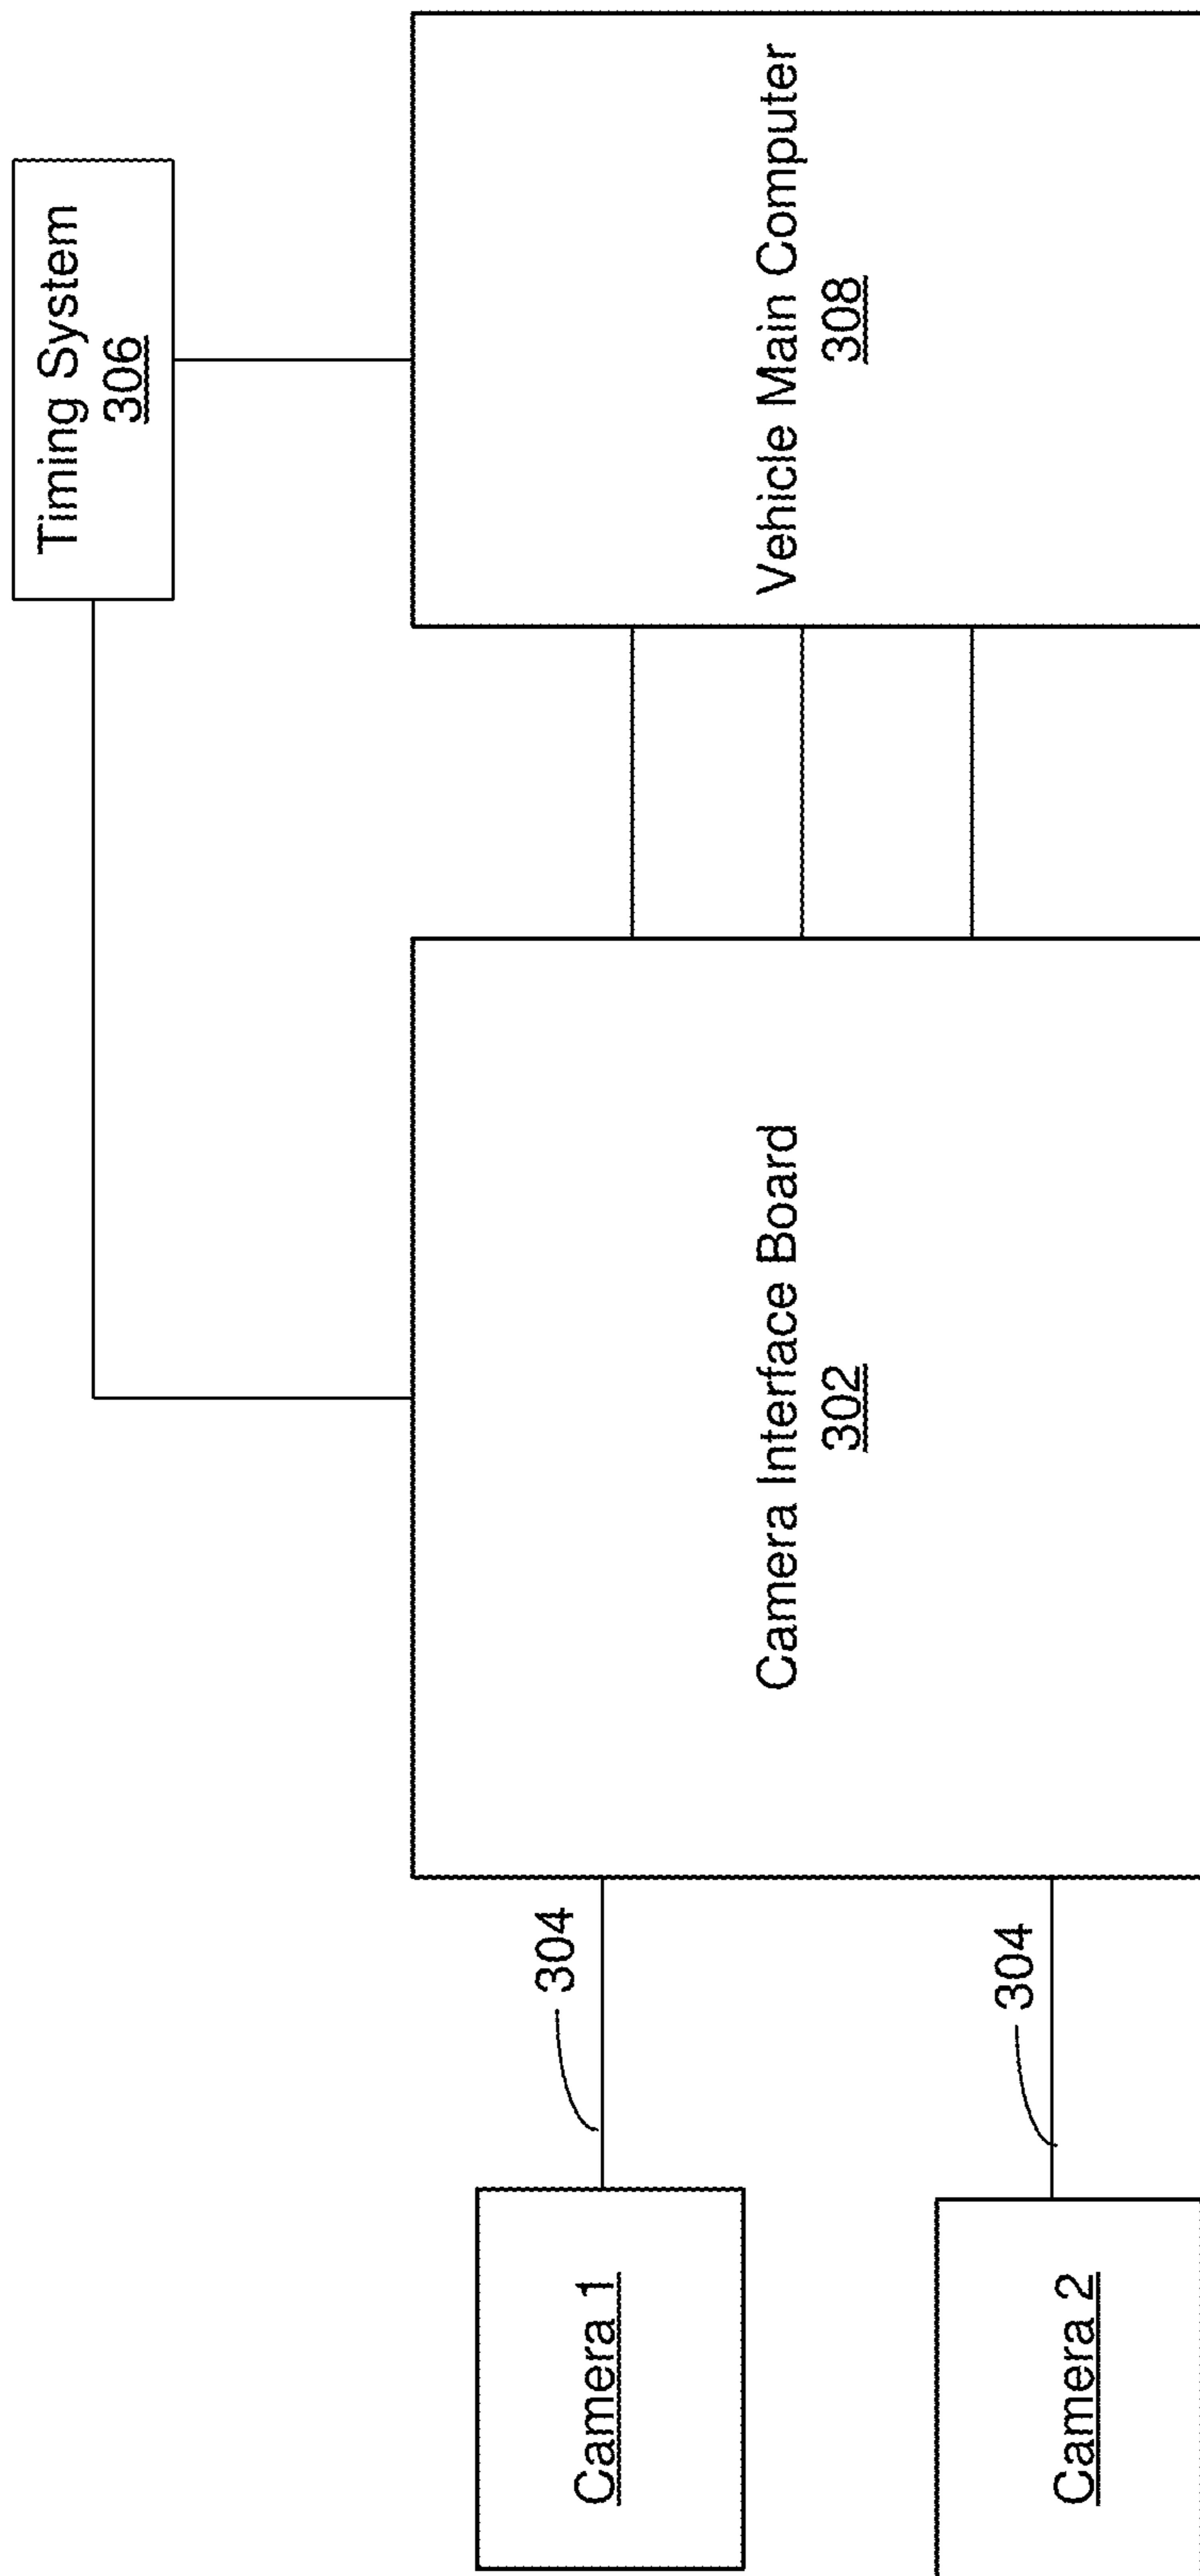 Timing System
306
Vehicle Main Computer
308
Camera Interface Board
302
304
304
Camera 1
Camera 2